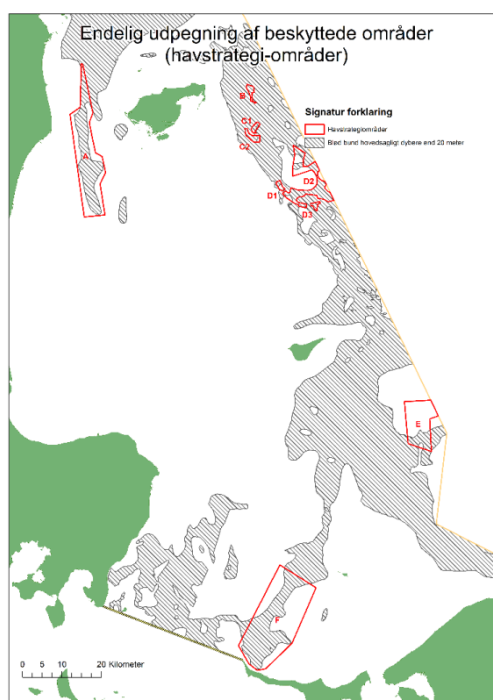 Endelig udpegning af beskyttede områder
(havstrategi-områder)
Signatur forklaring
Havstrategiområder
Blød bund hovedsagligt dybere end 20 meter
A
B
C1
C2
D2
D1
D3
E
F
0 5 10 20 Kilometer